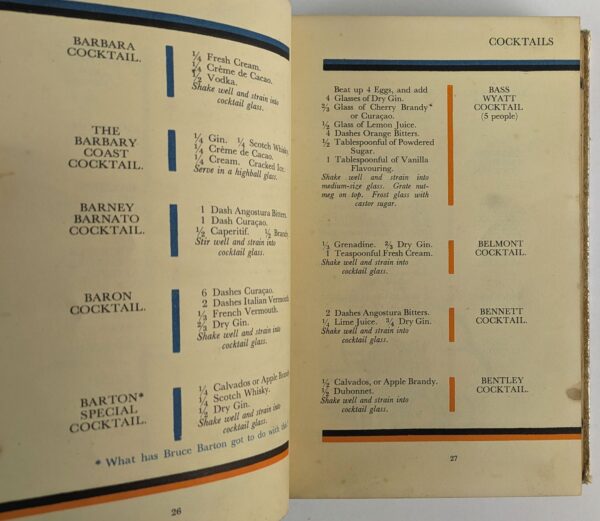 BARBARA
COCKTAIL.
¼ Fresh Cream.
¼ Crême de Cacao.
½ Vodka.
Shake well and strain into
cocktail glass.
THE
BARBARY
COAST
COCKTAIL.
¼ Gin. ¼ Scotch Whisky.
¼ Crême de Cacao.
¼ Cream. Cracked Ice.
Serve in a highball glass.
BARNEY
BARNATO
COCKTAIL.
1 Dash Angostura Bitters.
1 Dash Curaçao.
½ Caperitif. ½ Brandy
Stir well and strain into
cocktail glass.
BARON
COCKTAIL.
6 Dashes Curaçao.
2 Dashes Italian Vermouth
⅓ French Vermouth.
⅔ Dry Gin.
Shake well and strain into
cocktail glass.
BARTON*
SPECIAL
COCKTAIL.
¼ Calvados or Apple Brandy
¼ Scotch Whisky.
½ Dry Gin.
Shake well and strain into
cocktail glass.
* What has Bruce Barton got to do with this
26
COCKTAILS
Beat up 4 Eggs, and add
4 Glasses of Dry Gin.
⅔ Glass of Cherry Brandy*
or Curaçao.
½ Glass of Lemon Juice.
4 Dashes Orange Bitters.
½ Tablespoonful of Powdered
Sugar.
1 Tablespoonful of Vanilla
Flavouring.
Shake well and strain into
medium-size glass. Grate nut-
meg on top. Frost glass with
castor sugar.
BASS
WYATT
COCKTAIL
(5 people)
⅓ Grenadine. ⅔ Dry Gin.
1 Teaspoonful Fresh Cream.
Shake well and strain into
cocktail glass.
BELMONT
COCKTAIL.
2 Dashes Angostura Bitters.
¼ Lime Juice. ¾ Dry Gin.
Shake well and strain into
cocktail glass.
BENNETT
COCKTAIL.
½ Calvados, or Apple Brandy.
½ Dubonnet.
Shake well and strain into
cocktail glass.
BENTLEY
COCKTAIL.
27